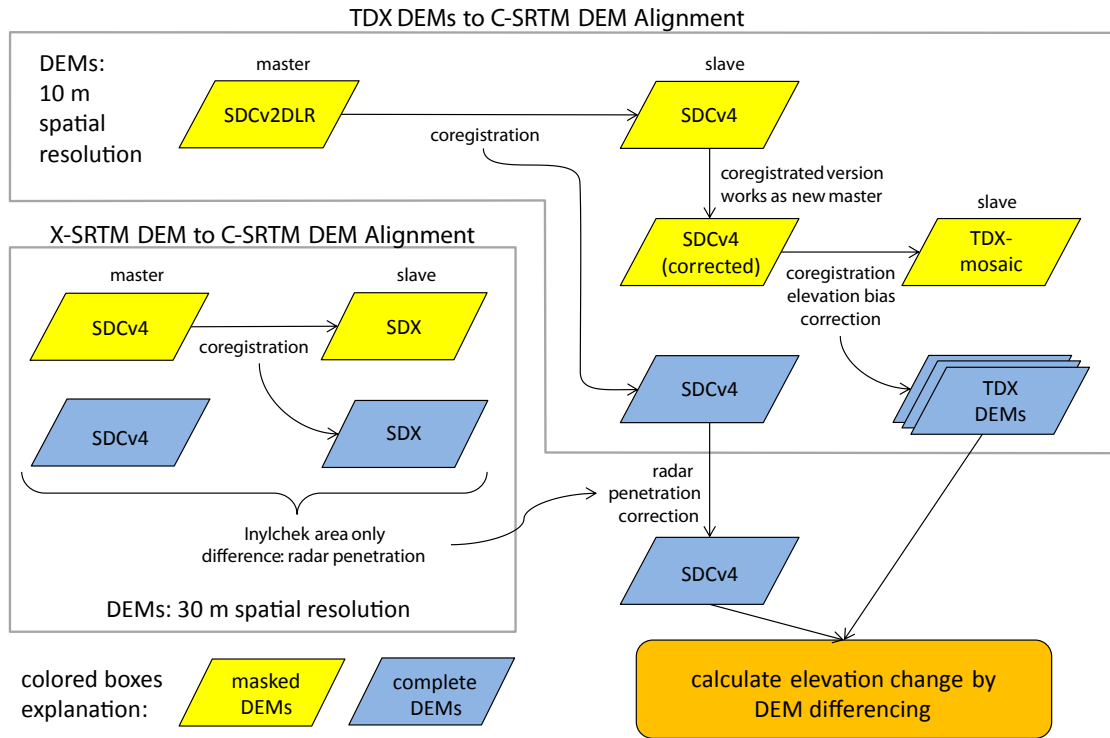 TDX DEMs to C-SRTM DEM Alignment
DEMs:
10 m
spatial
resolution
master
SDCv2DLR
slave
SDCv4
coregistration
coregistrated version
works as new master
SDCv4
(corrected)
slave
TDX-
mosaic
coregistration
elevation bias
correction
SDCv4
TDX
DEMs
X-SRTM DEM to C-SRTM DEM Alignment
master
slave
SDCv4
SDX
coregistration
SDCv4
SDX
Inylchek area only
difference: radar penetration
DEMs: 30 m spatial resolution
radar
penetration
correction
SDCv4
calculate elevation change by
DEM differencing
colored boxes
explanation:
masked
DEMs
complete
DEMs